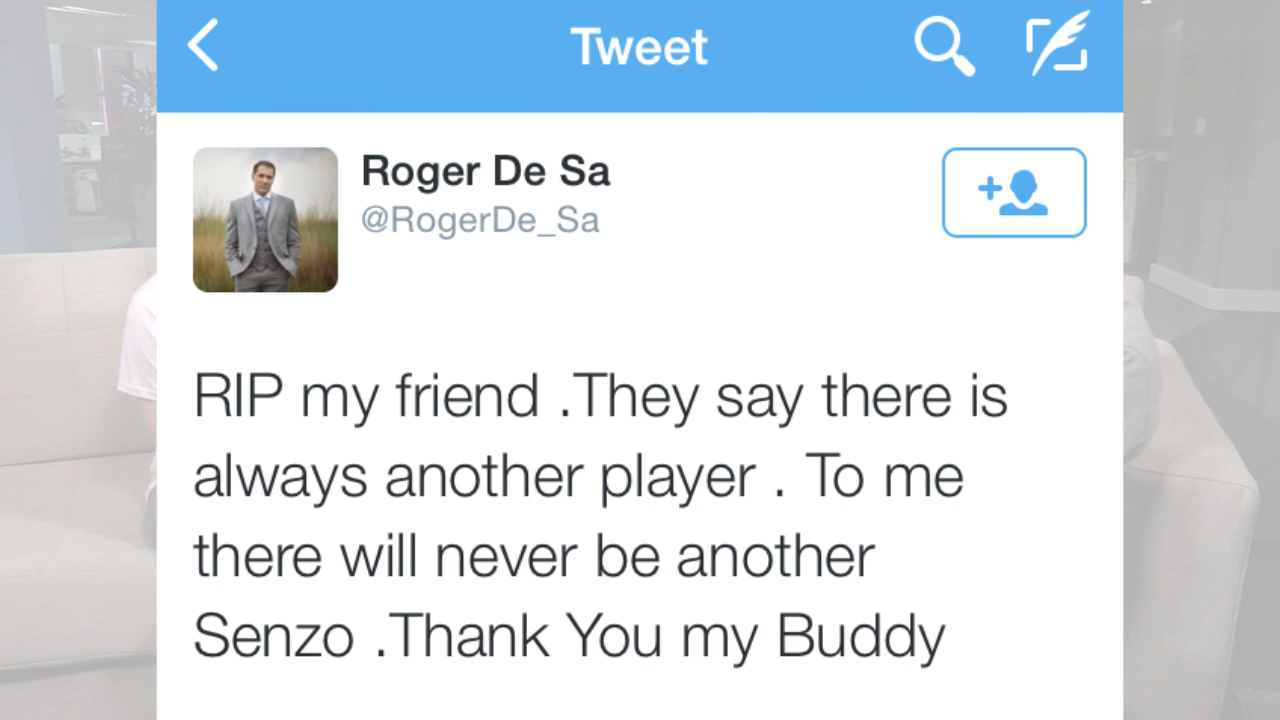 Tweet
Roger De Sa
@RogerDe_Sa
RIP my friend .They say there is
always another player . To me
there will never be another
Senzo .Thank You my Buddy